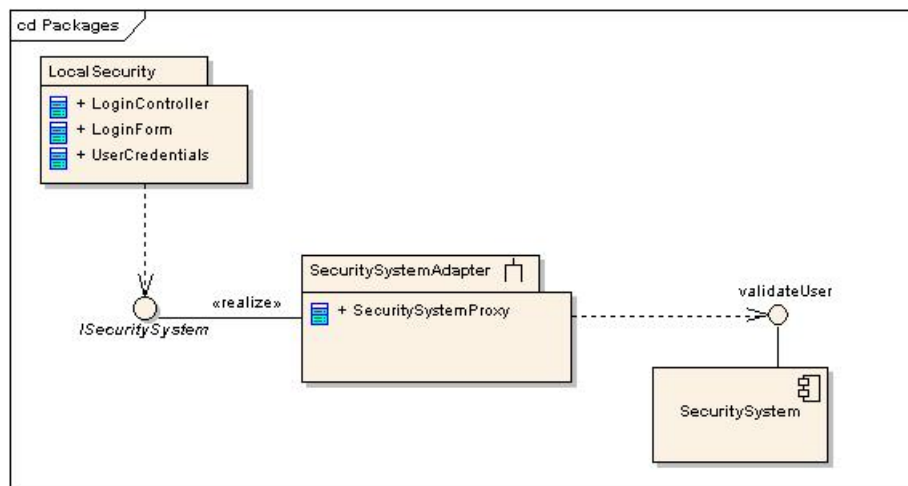 cd Packages
LocalSecurity
+ LoginController
+ LoginForm
+ UserCredentials
SecuritySystemAdapter
«realize»
ISecuritySystem
+ SecuritySystemProxy
validateUser
SecuritySystem